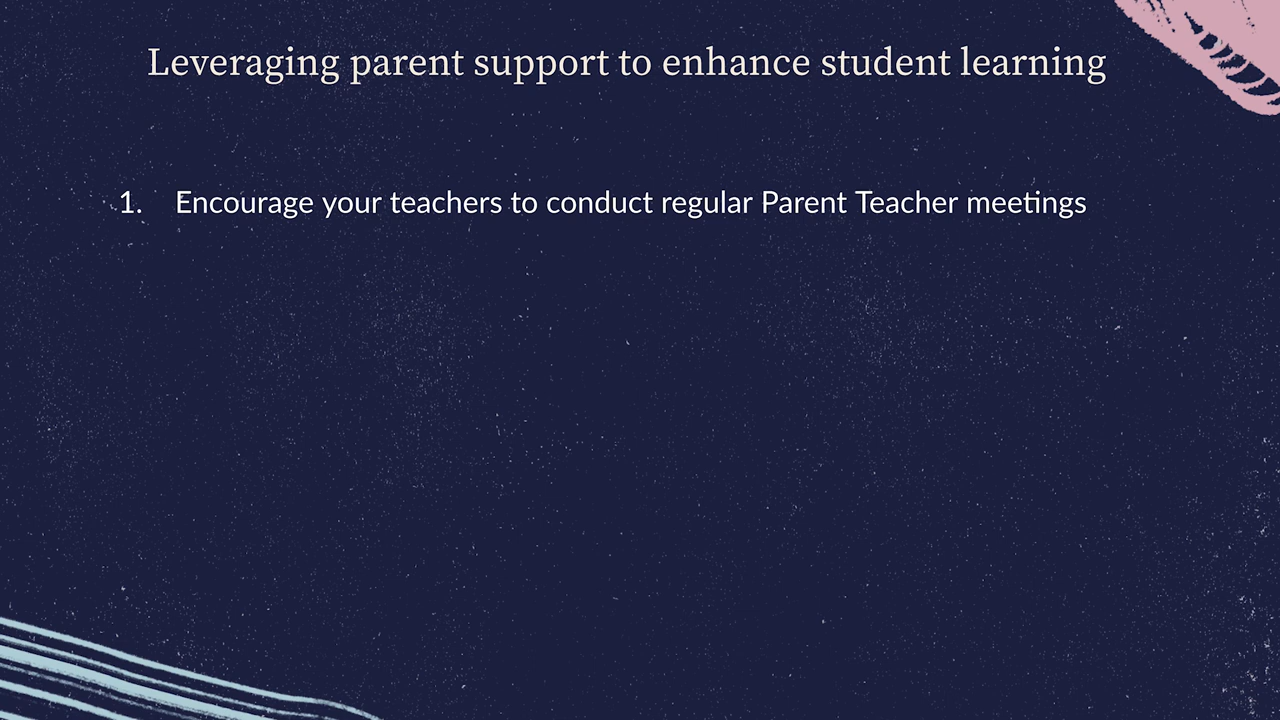 Leveraging parent support to enhance student learning
1. Encourage your teachers to conduct regular Parent Teacher meetings